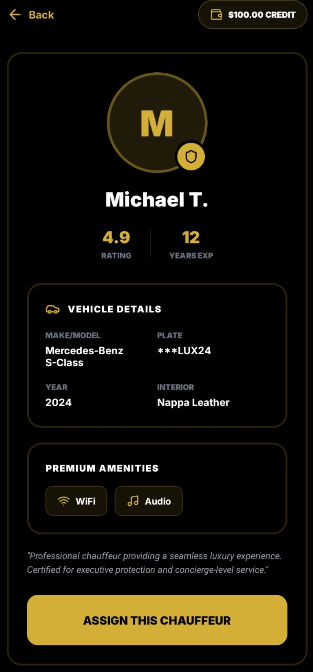 Back
$100.00 CREDIT
M
Michael T.
4.9
RATING
12
YEARS EXP
VEHICLE DETAILS
MAKE/MODEL
Mercedes-Benz
S-Class
PLATE
***LUX24
YEAR
2024
INTERIOR
Nappa Leather
PREMIUM AMENITIES
WiFi
Audio
"Professional chauffeur providing a seamless luxury experience.
Certified for executive protection and concierge-level service."
ASSIGN THIS CHAUFFEUR